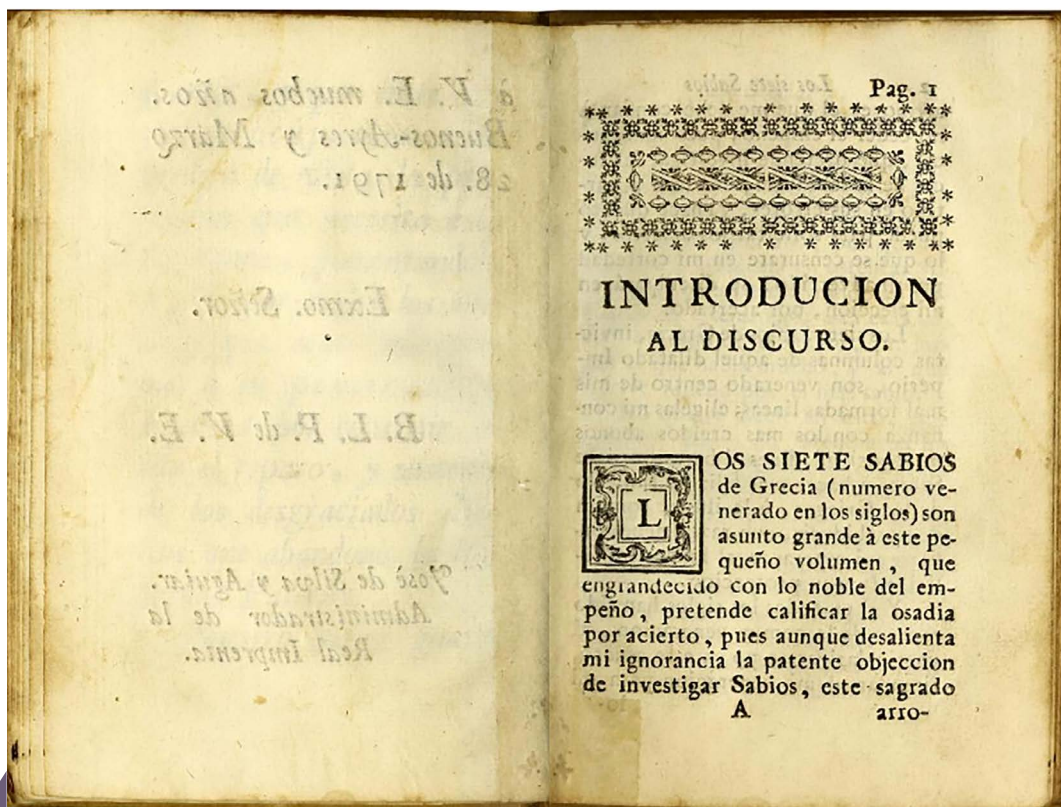 à V. E. muchos años.
Buenos-Ayres y Marzo
28. de 1791.
Exmo. Señor.
B. L. P. de V. E.
Josè de Silva y Aguiar.
Administrador de la
Real Imprenta.
Pag. 1
INTRODUCION
AL DISCURSO.
LOS SIETE SABIOS
de Grecia (numero ve-
nerado en los siglos) son
asunto grande à este pe-
queño volumen, que
engrandecido con lo noble del em-
peño, pretende calificar la osadia
por acierto, pues aunque desalienta
mi ignorancia la patente objeccion
de investigar Sabios, este sagrado
A arro-